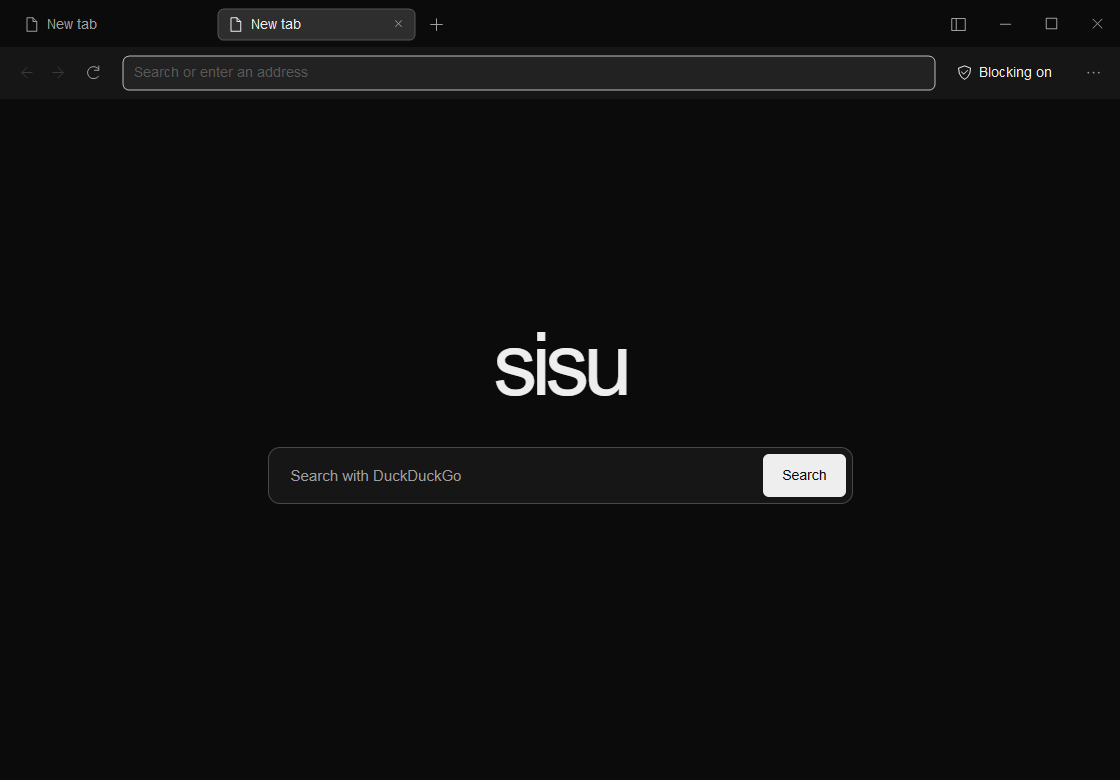 New tab
New tab
Search or enter an address
Blocking on
sisu
Search with DuckDuckGo
Search